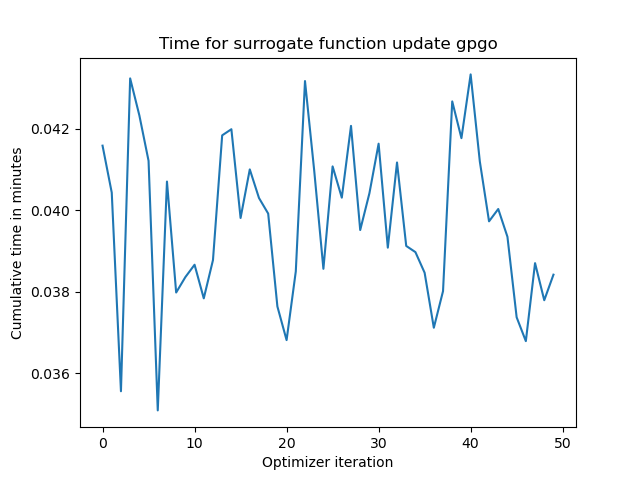 Time for surrogate function update gpgo
Cumulative time in minutes
0.042
0.040
0.038
0.036
0 10 20 30 40 50
Optimizer iteration